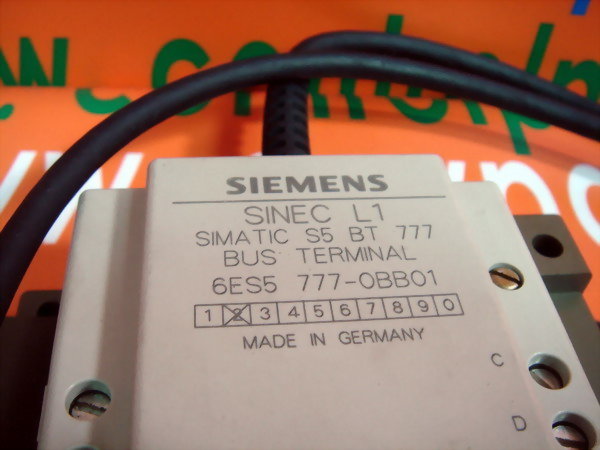 SIEMENS
SINEC L1
SIMATIC S5 BT 777
BUS TERMINAL
6ES5 777-0BB01
1 2 3 4 5 6 7 8 9 0
MADE IN GERMANY
C
D